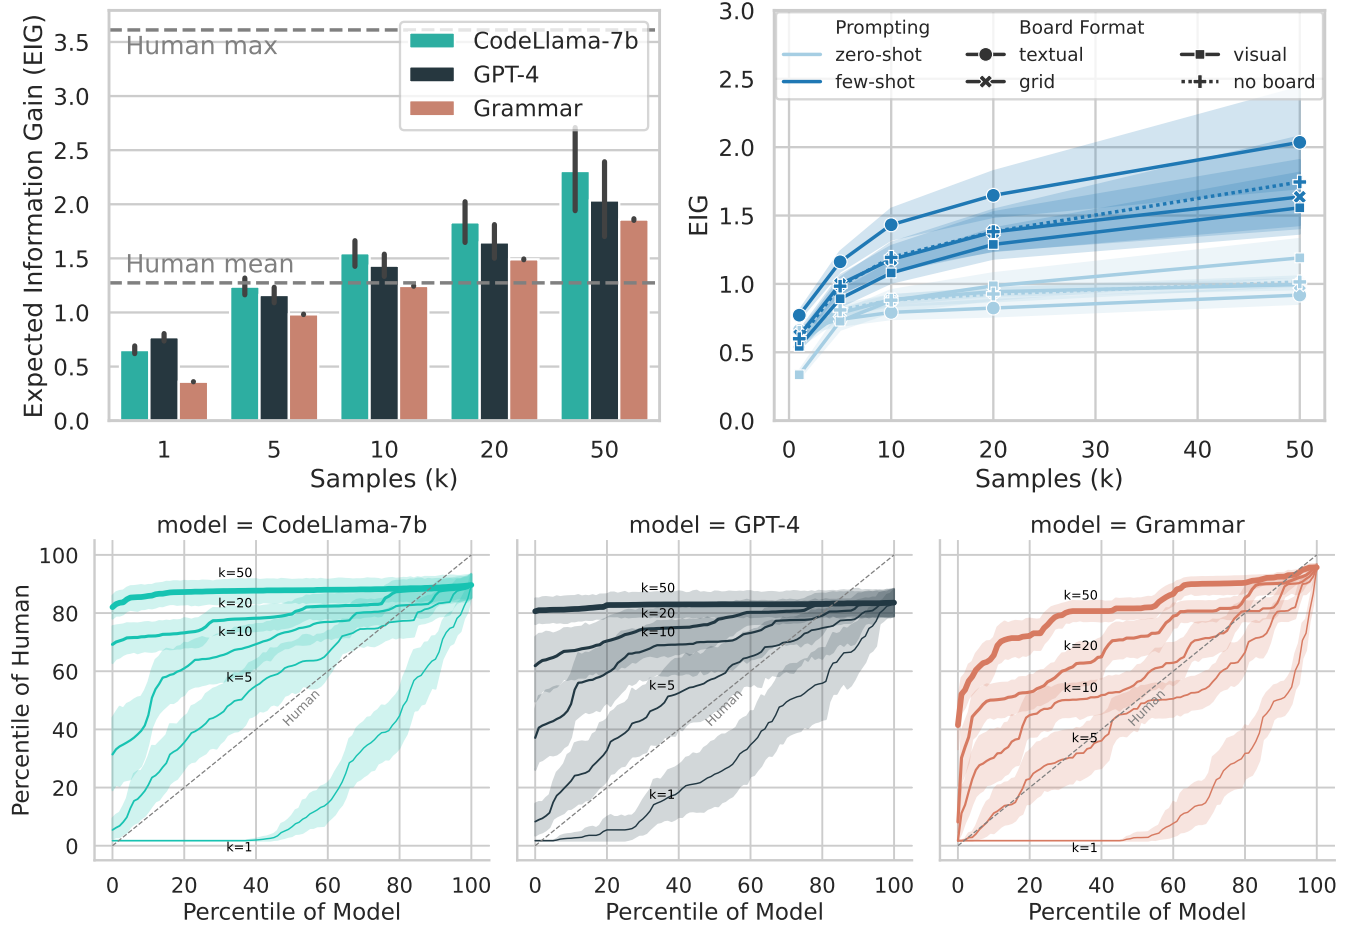 Expected Information Gain (EIG)
3.5
3.0
2.5
2.0
1.5
1.0
0.5
0.0
Human max
Human mean
CodeLlama-7b
GPT-4
Grammar
1 5 10 20 50
Samples (k)
EIG
3.0
2.5
2.0
1.5
1.0
0.5
0.0
Prompting Board Format
zero-shot textual visual
few-shot grid no board
0 10 20 30 40 50
Samples (k)
model = CodeLlama-7b
Percentile of Human
100
80
60
40
20
0
k=50
k=20
k=10
k=5
Human
k=1
0 20 40 60 80 100
Percentile of Model
model = GPT-4
k=50
k=20
k=10
k=5
Human
k=1
0 20 40 60 80 100
Percentile of Model
model = Grammar
k=50
k=20
k=10
Human
k=5
k=1
0 20 40 60 80 100
Percentile of Model